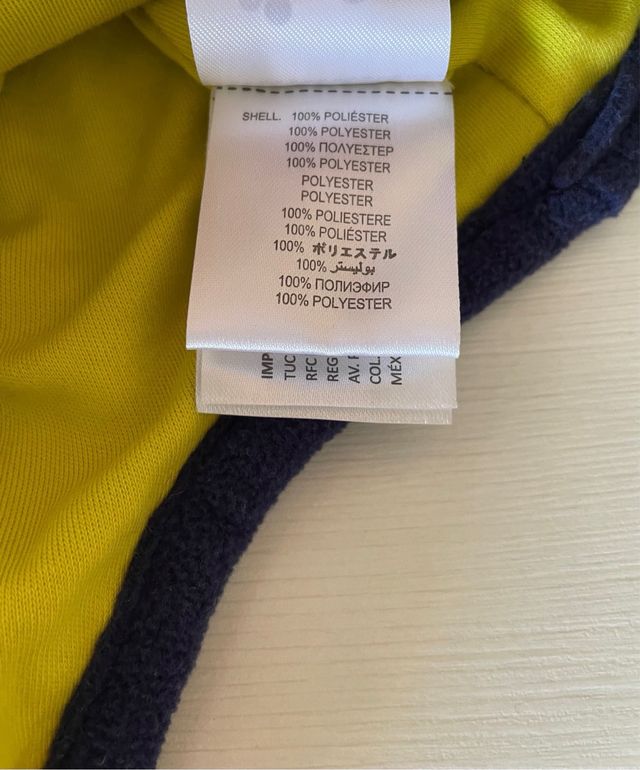 SHELL. 100% POLIÉSTER
100% POLYESTER
100% ΠΟΛΥΕΣΤΕΡ
100% POLYESTER
POLYESTER
POLYESTER
100% POLIESTERE
100% POLIÉSTER
100% ポリエステル
100% بوليستر
100% ПОЛИЭФИР
100% POLYESTER
IMP
TUC
RFC
REG
AV.
COL
MÉX